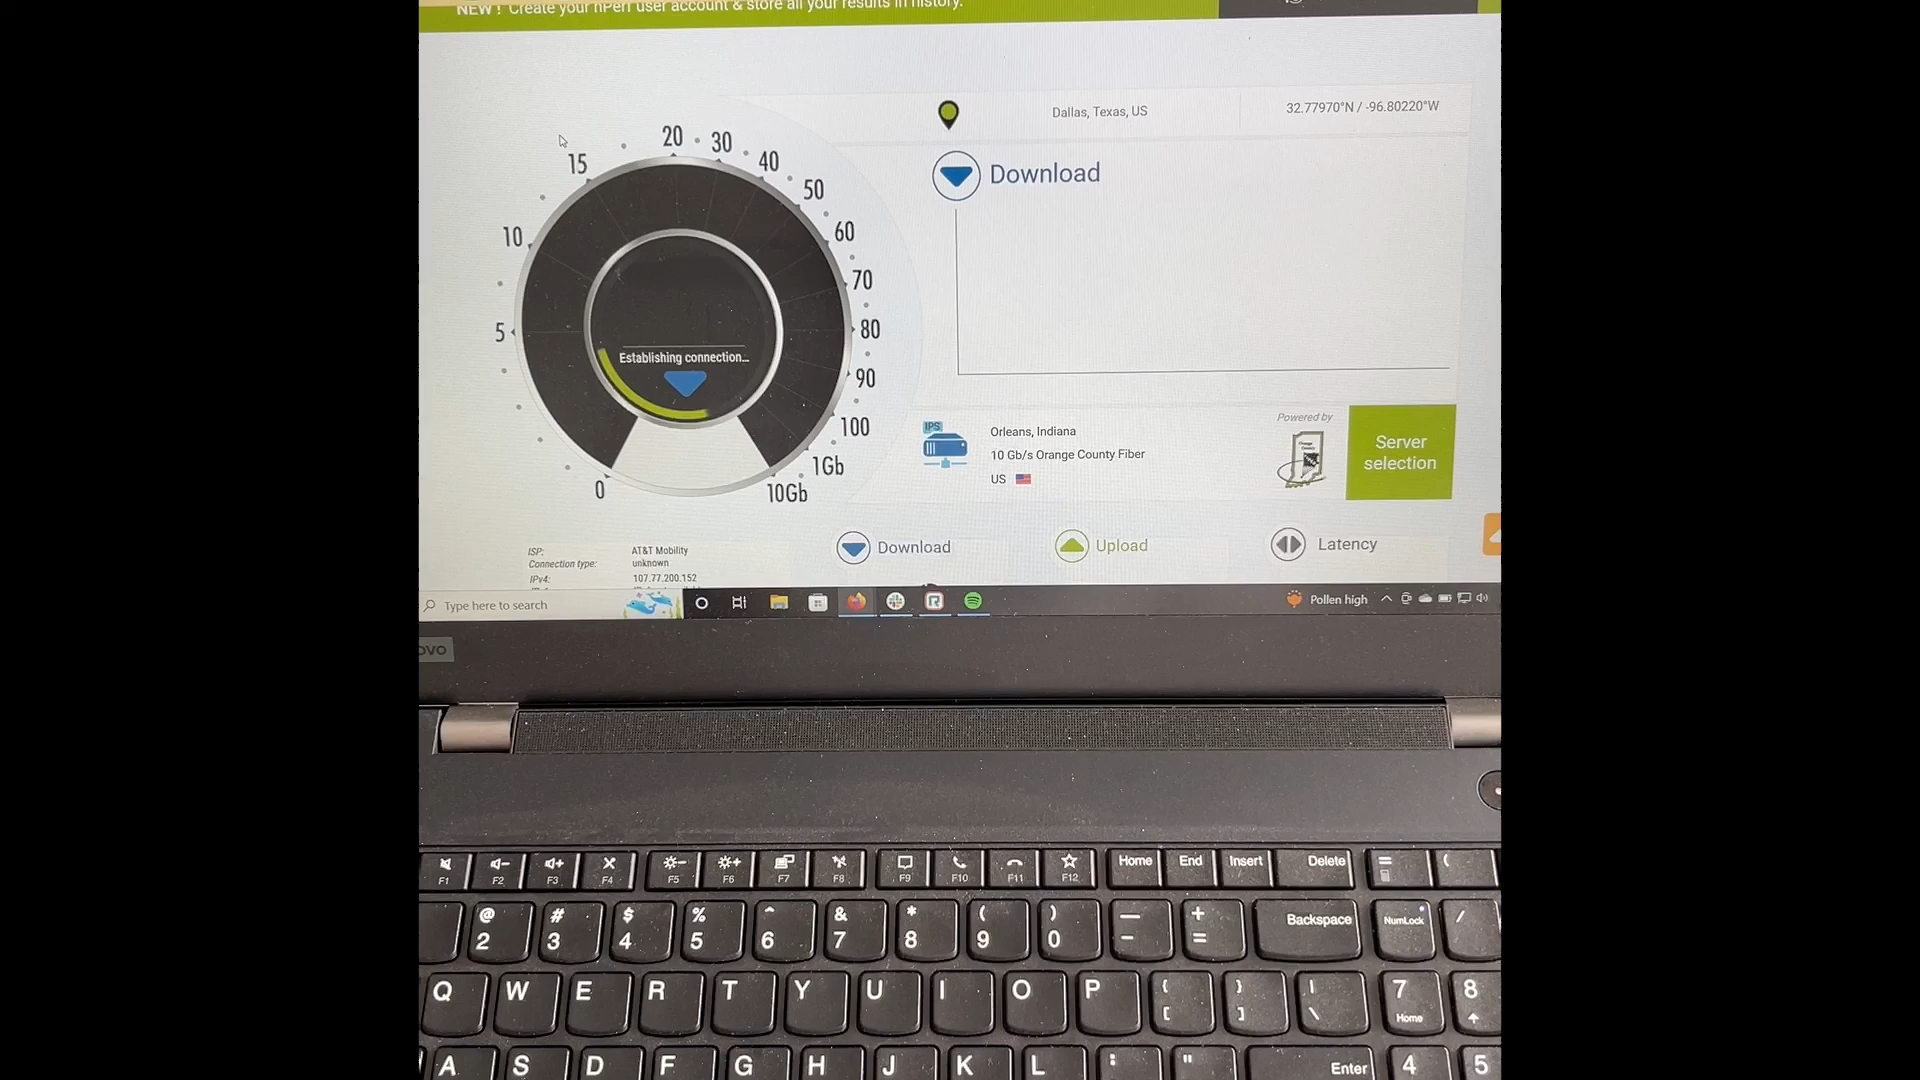 NEW ! Create your nPerf user account & store all your results in history.
Dallas, Texas, US
32.77970°N / -96.80220°W
Download
0
5
10
15
20
30
40
50
60
70
80
90
100
1Gb
10Gb
Establishing connection...
IPS
Orleans, Indiana
10 Gb/s Orange County Fiber
US
Powered by
Server
selection
ISP: AT&T Mobility
Connection type: unknown
IPv4: 107.77.200.152
Download
Upload
Latency
Type here to search
Pollen high
ovo
F1 F2 F3 F4 F5 F6 F7 F8 F9 F10 F11 F12 Home End Insert Delete = (
@ # $ % ^ & * ( ) — +
2 3 4 5 6 7 8 9 0 - = Backspace NumLock /
Q W E R T Y U I O P { [ } ] | \ 7 Home 8
A S D F G H J K L : " Enter 4 5